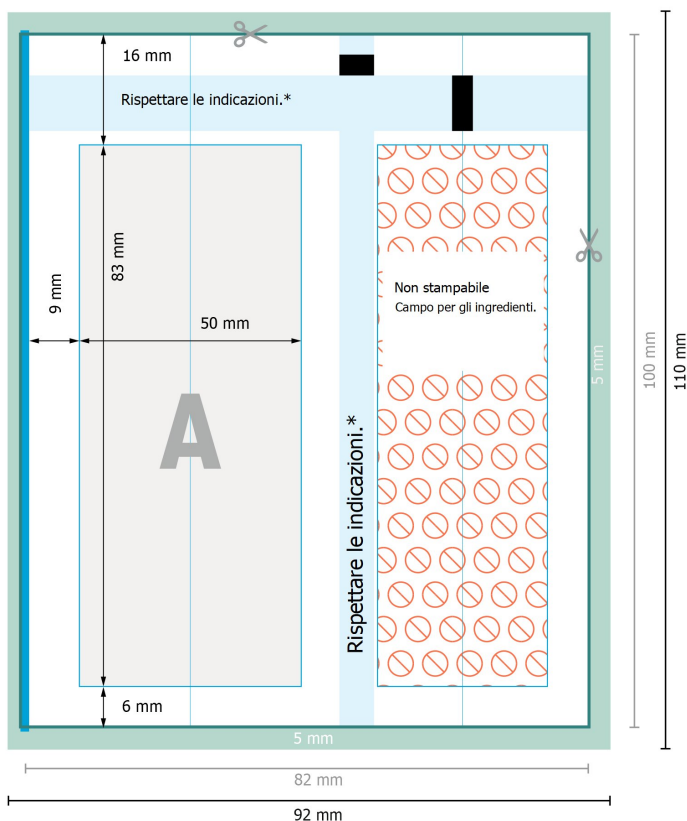 16 mm
Rispettare le indicazioni.*
83 mm
9 mm
50 mm
Non stampabile
Campo per gli ingredienti.
A
Rispettare le indicazioni.*
5 mm
100 mm
110 mm
6 mm
5 mm
82 mm
92 mm